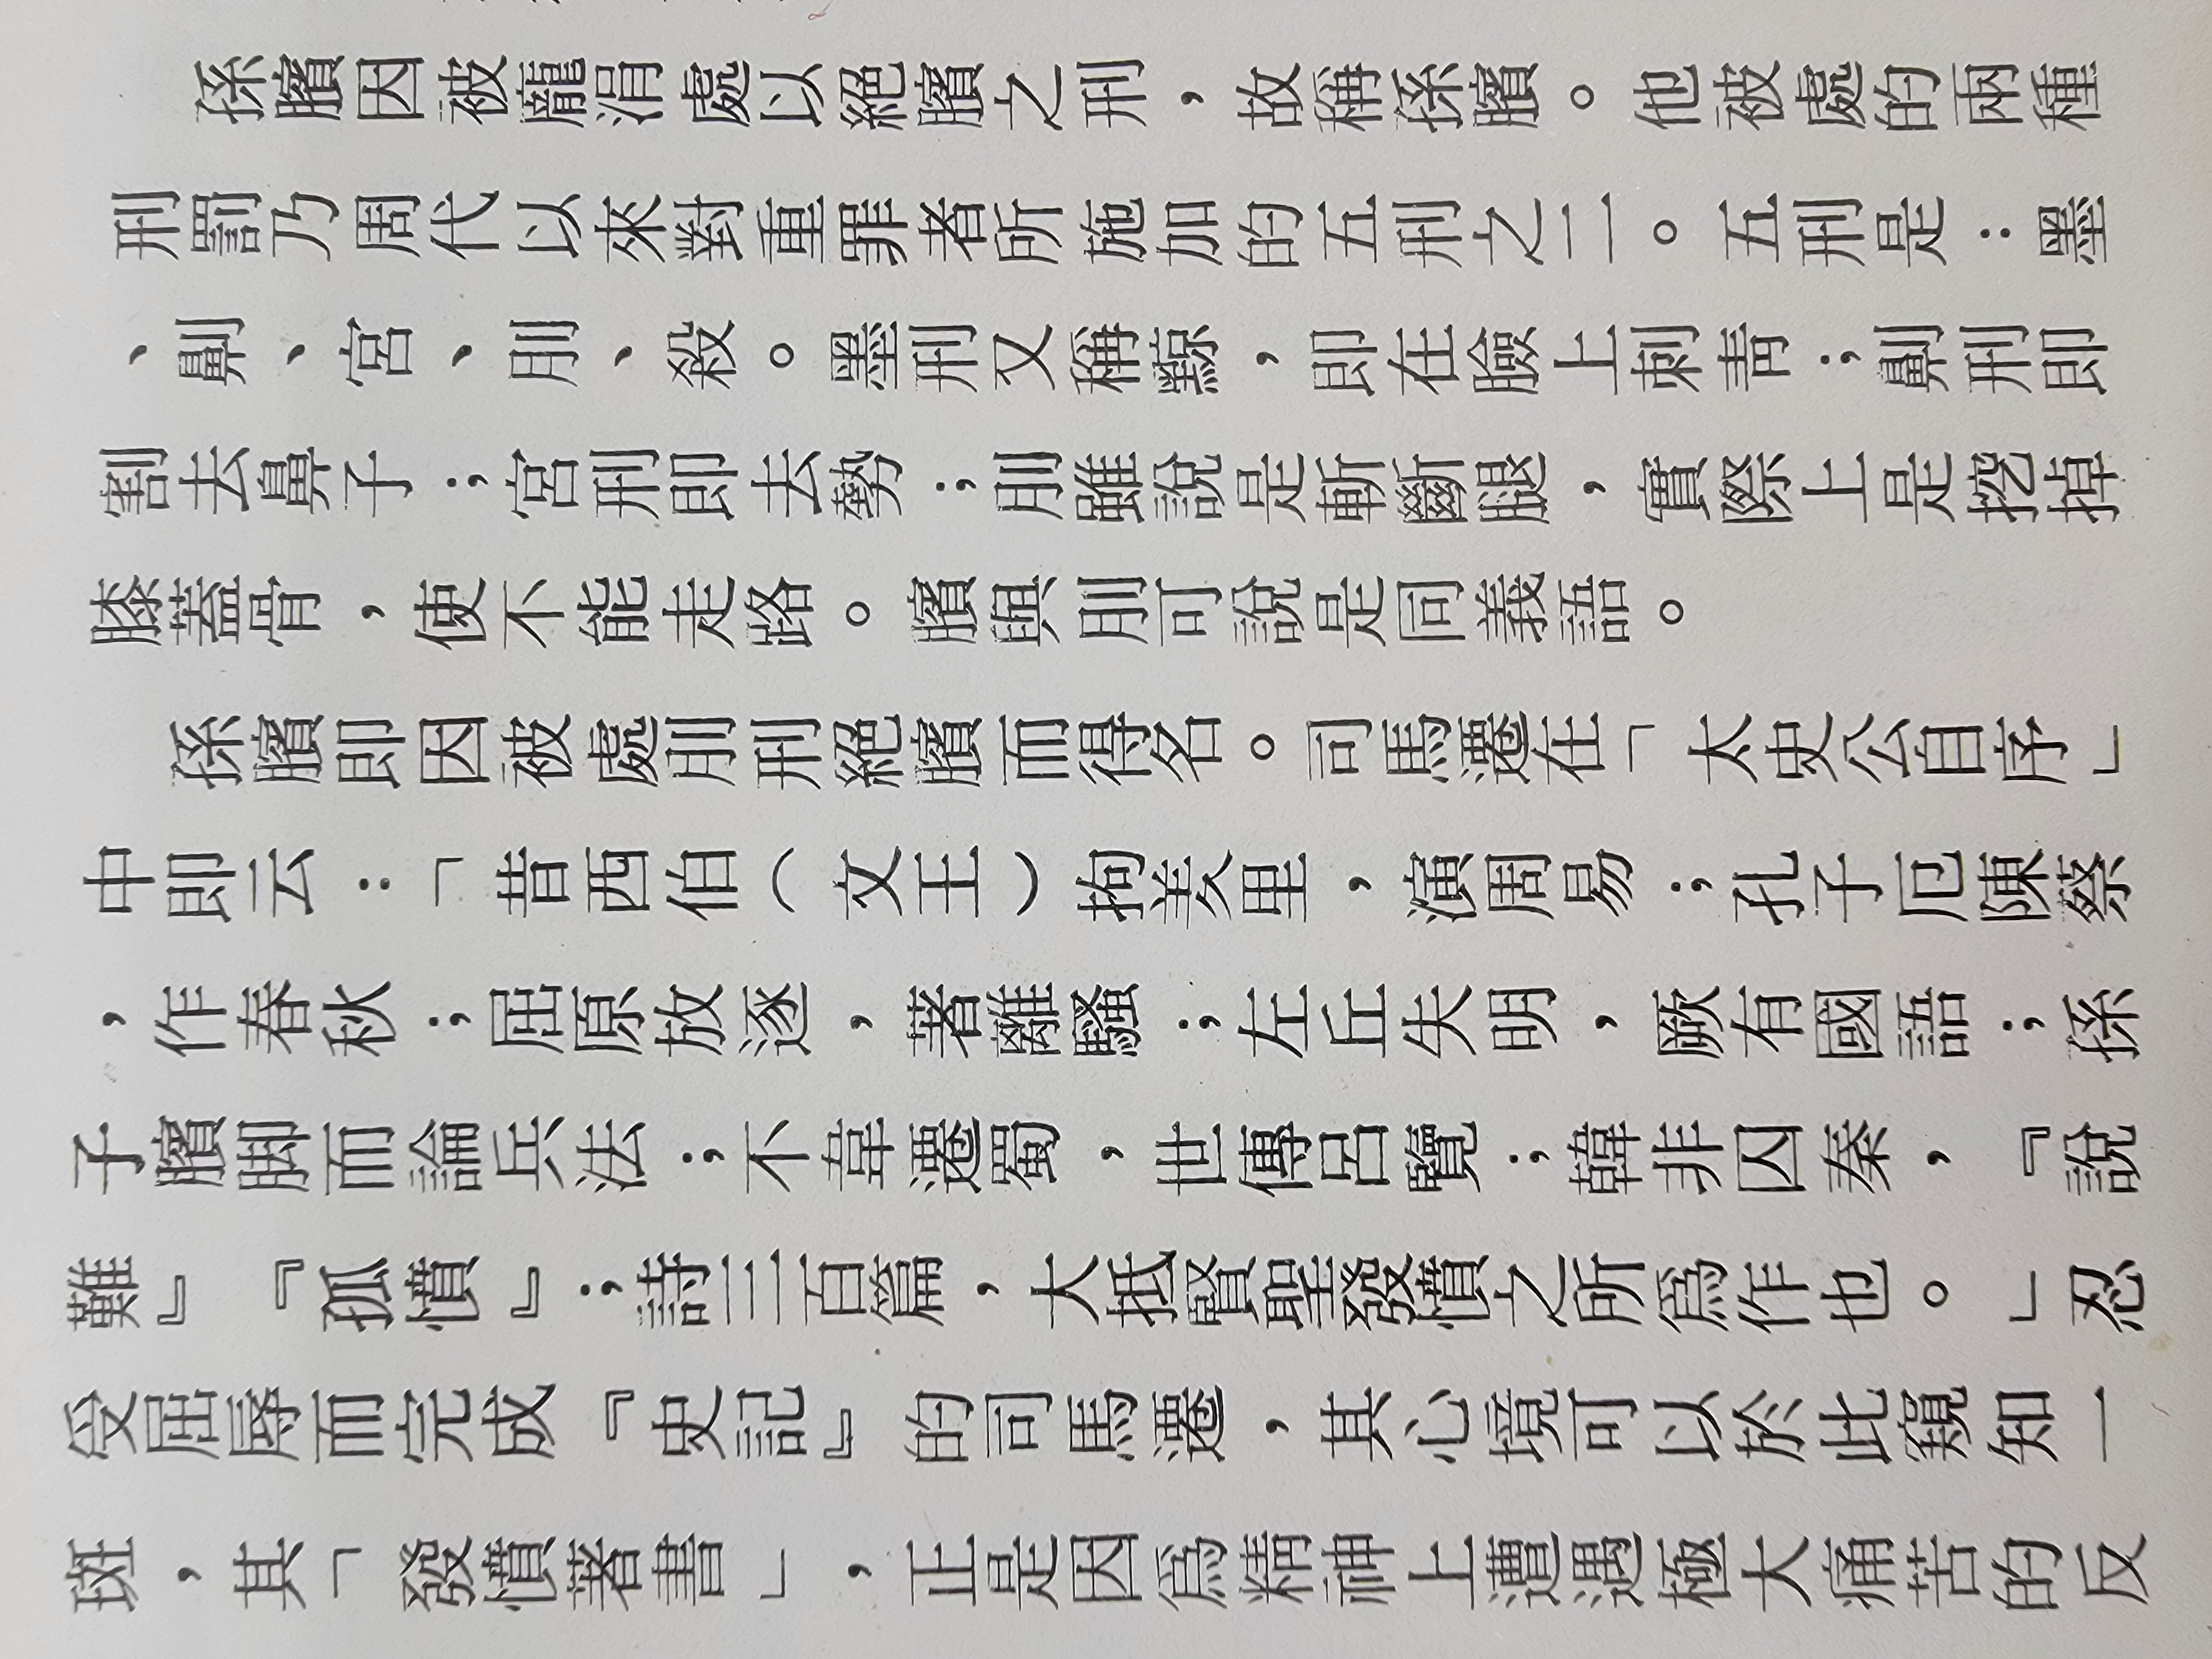 孫臏因被龐涓處以絕臏之刑，故稱孫臏。他被處的兩種
刑罰乃周代以來對重罪者所施加的五刑之二。五刑是：墨
、劓、宮、刖、殺。墨刑又稱黥，即在臉上刺靑；劓刑即
割去鼻子；宮刑即去勢；刖雖說是斬斷腿，實際上是挖掉
膝蓋骨，使不能走路。臏與刖可說是同義語。
孫臏即因被處刖刑絕臏而得名。司馬遷在「太史公自序」
中即云：「昔西伯（文王）拘羑里，演周易；孔子厄陳蔡
，作春秋；屈原放逐，著離騷；左丘失明，厥有國語；孫
子臏脚而論兵法；不韋遷蜀，世傳呂覽；韓非囚秦，『說
難』『孤憤』；詩三百篇，大抵賢聖發憤之所爲作也。」忍
受屈辱而完成『史記』的司馬遷，其心境可以於此窺知一
斑，其「發憤著書」，正是因爲精神上遭遇極大痛苦的反